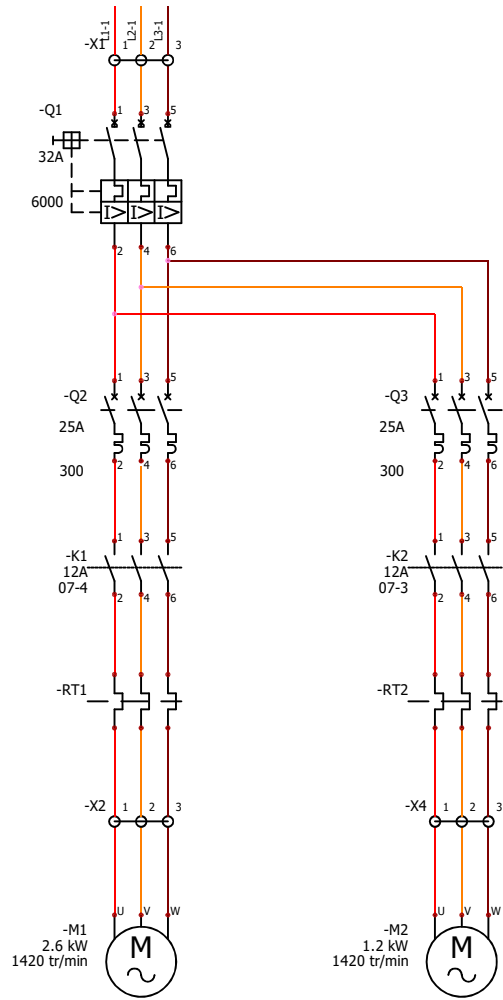 L1-1 L2-1 L3-1
-X1 1 2 3
-Q1 1 3 5
32A
6000
I> I> I>
2 4 6
-Q2 1 3 5
25A
300 2 4 6
-Q3 1 3 5
25A
300 2 4 6
-K1 1 3 5
12A
07-4 2 4 6
-K2 1 3 5
12A
07-3 2 4 6
-RT1
-RT2
-X2 1 2 3
-X4 1 2 3
-M1 U V W
2.6 kW M
1420 tr/min
-M2 U V W
1.2 kW M
1420 tr/min